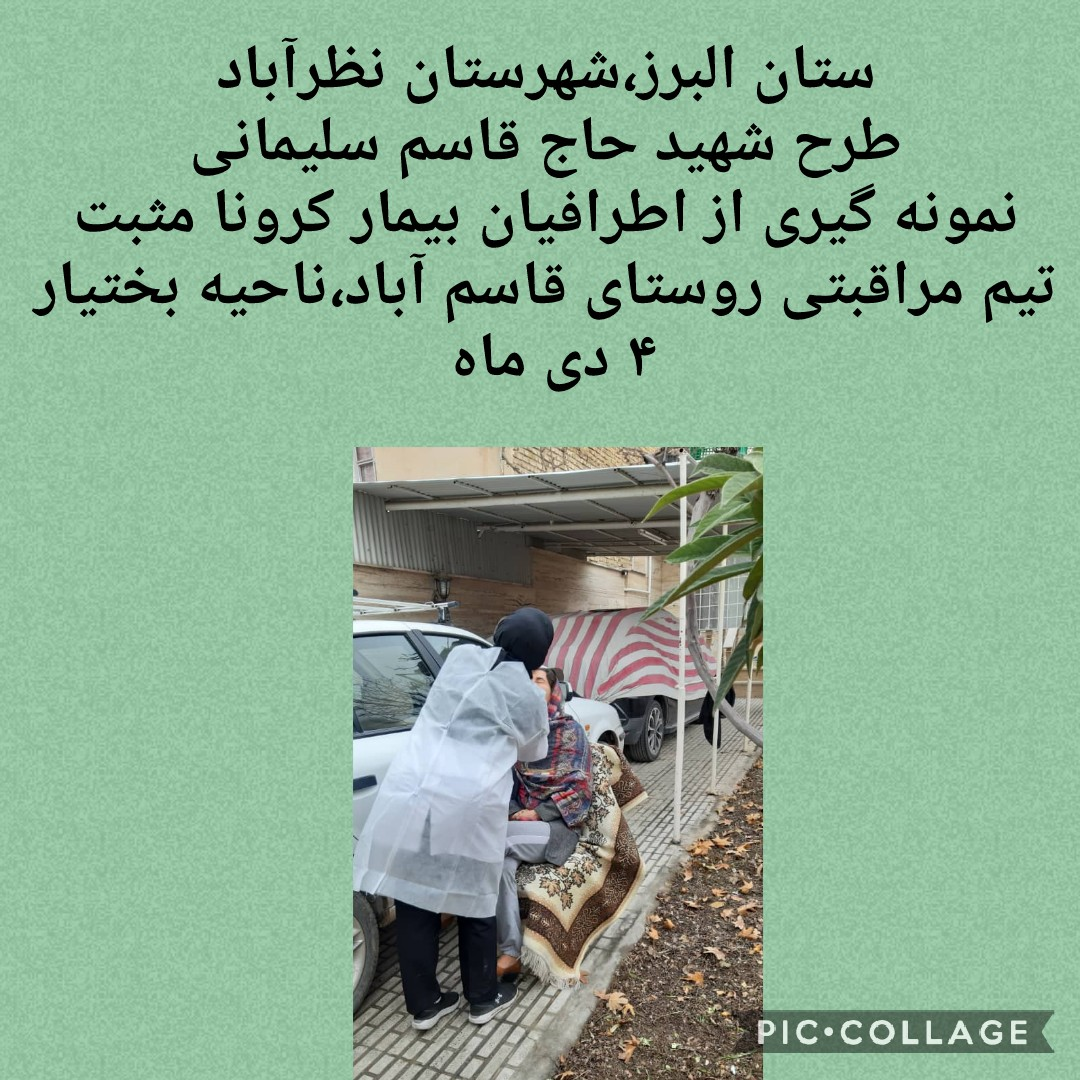 ستان البرز،شهرستان نظرآباد
طرح شهید حاج قاسم سلیمانی
نمونه گیری از اطرافیان بیمار کرونا مثبت
تیم مراقبتی روستای قاسم آباد،ناحیه بختیار
۴ دی ماه
PIC•COLLAGE